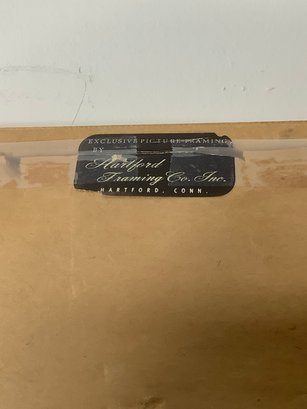 EXCLUSIVE PICTURE FRAMING
BY
Hartford
Framing Co. Inc.
HARTFORD, CONN.